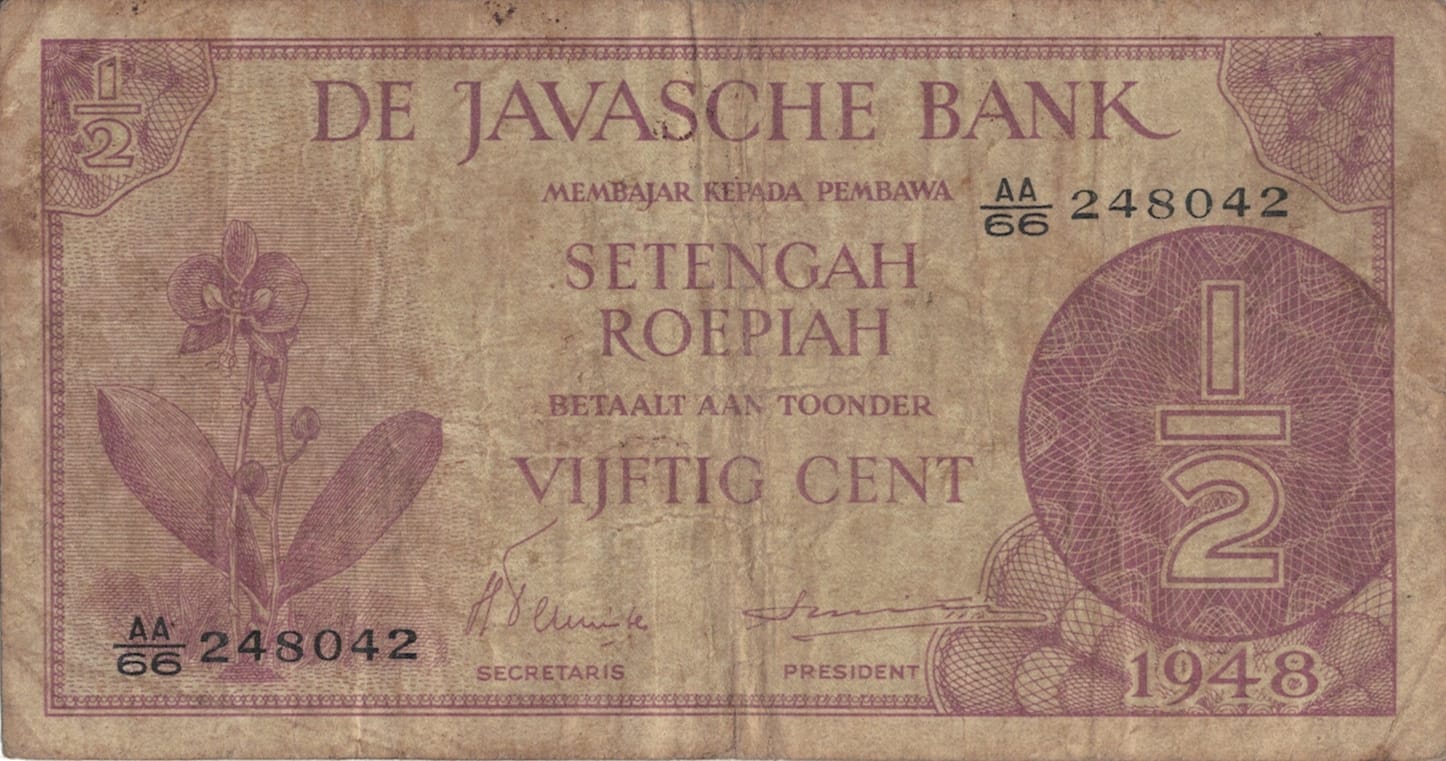 1/2
DE JAVASCHE BANK
MEMBAJAR KEPADA PEMBAWA
AA/66 248042
SETENGAH
ROEPIAH
BETAALT AAN TOONDER
VIJFTIG CENT
1/2
AA/66 248042
SECRETARIS
PRESIDENT
1948